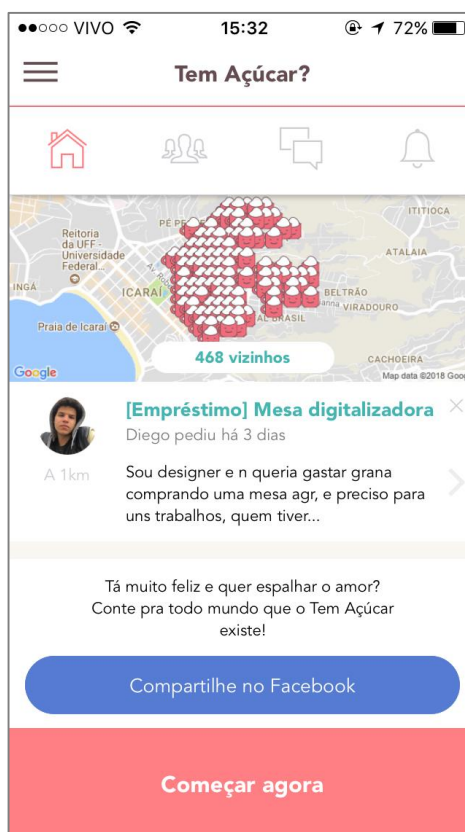 VIVO 15:32 72%
Tem Açúcar?
ITITIOCA
PÉ PE
Reitoria
da UFF -
Universidade
Federal...
ATALAIA
INGÁ
ICARAÍ
BELTRÃO
VIRADOURO
AL BRASIL
Praia de Icaraí
468 vizinhos
CACHOEIRA
Google
Map data ©2018 Goo
[Empréstimo] Mesa digitalizadora
Diego pediu há 3 dias
A 1km
Sou designer e n queria gastar grana
comprando uma mesa agr, e preciso para
uns trabalhos, quem tiver...
Tá muito feliz e quer espalhar o amor?
Conte pra todo mundo que o Tem Açúcar
existe!
Compartilhe no Facebook
Começar agora